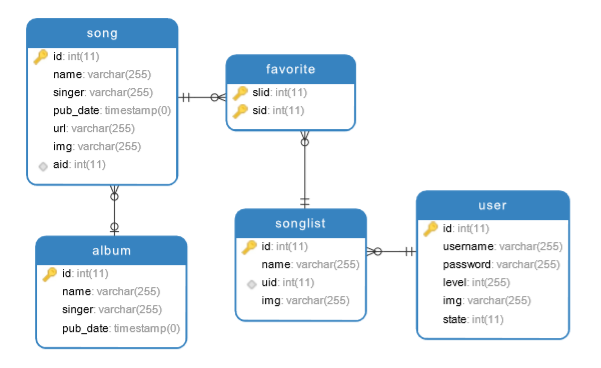 song
id: int(11)
name: varchar(255)
singer: varchar(255)
pub_date: timestamp(0)
url: varchar(255)
img: varchar(255)
aid: int(11)
favorite
slid: int(11)
sid: int(11)
album
id: int(11)
name: varchar(255)
singer: varchar(255)
pub_date: timestamp(0)
songlist
id: int(11)
name: varchar(255)
uid: int(11)
img: varchar(255)
user
id: int(11)
username: varchar(255)
password: varchar(255)
level: int(255)
img: varchar(255)
state: int(11)